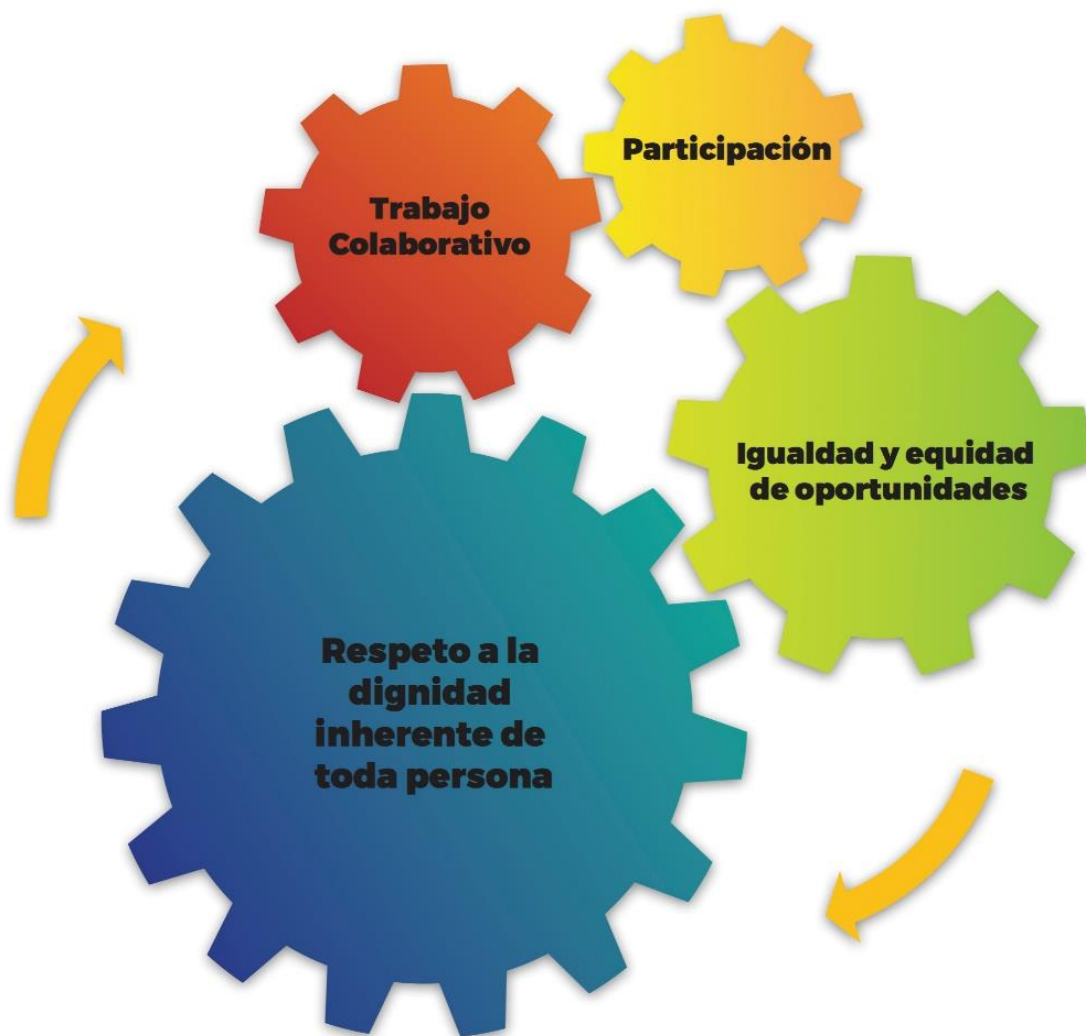 Participación
Trabajo
Colaborativo
Igualdad y equidad
de oportunidades
Respeto a la
dignidad
inherente de
toda persona